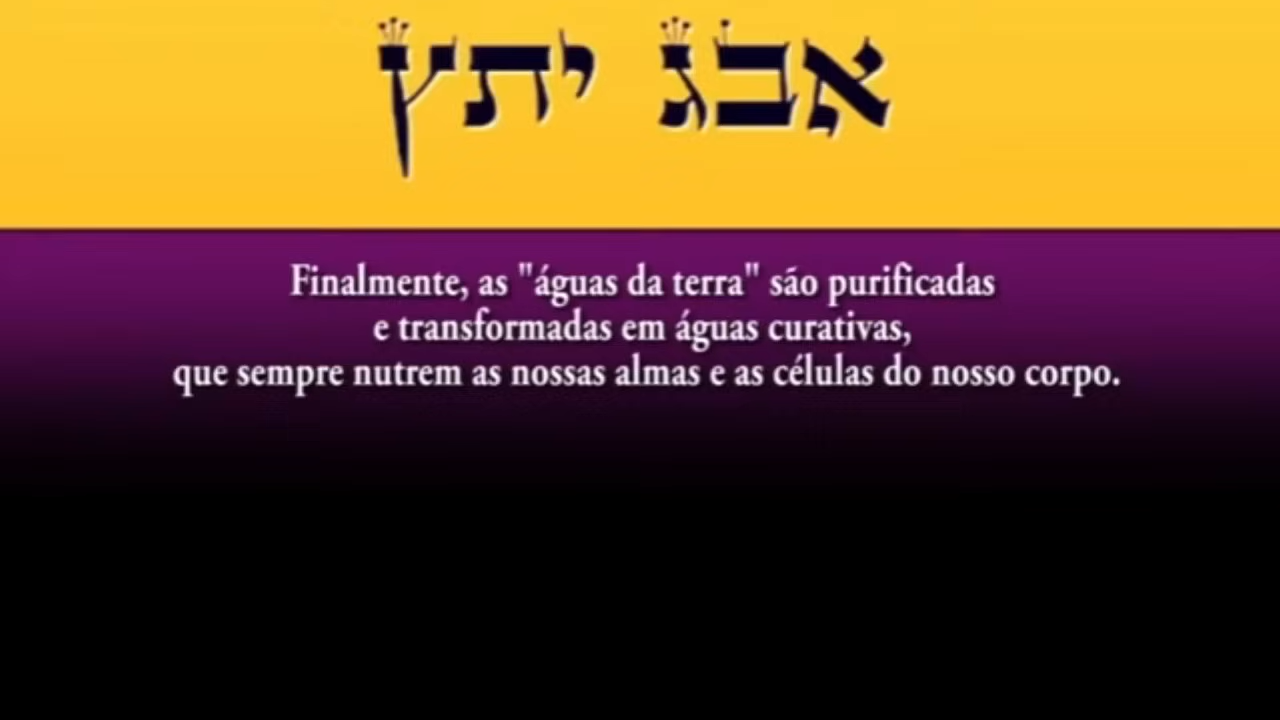 אבג יתץ
Finalmente, as "águas da terra" são purificadas
e transformadas em águas curativas,
que sempre nutrem as nossas almas e as células do nosso corpo.